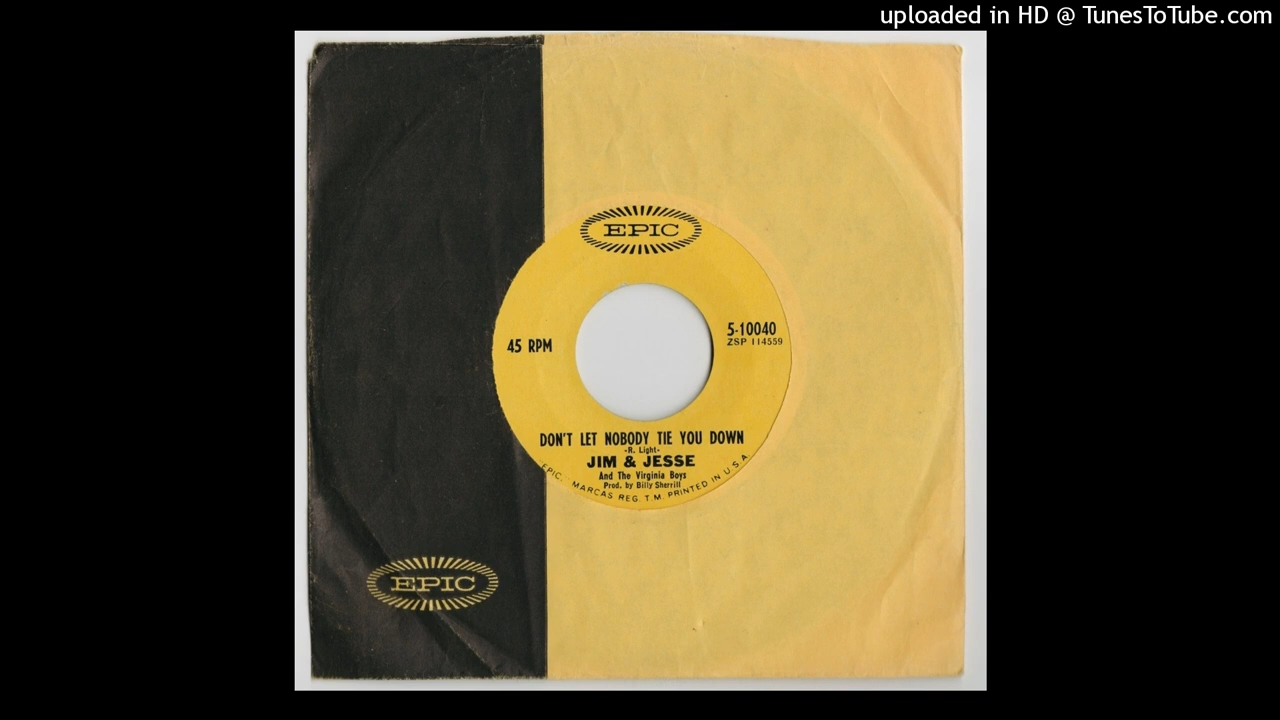 uploaded in HD @ TunesToTube.com
EPIC
45 RPM
5-10040
ZSP 114559
DON'T LET NOBODY TIE YOU DOWN
-R. Light-
JIM & JESSE
And The Virginia Boys
Prod. by Billy Sherrill
EPIC, MARCAS REG. T.M. PRINTED IN U.S.A.
EPIC